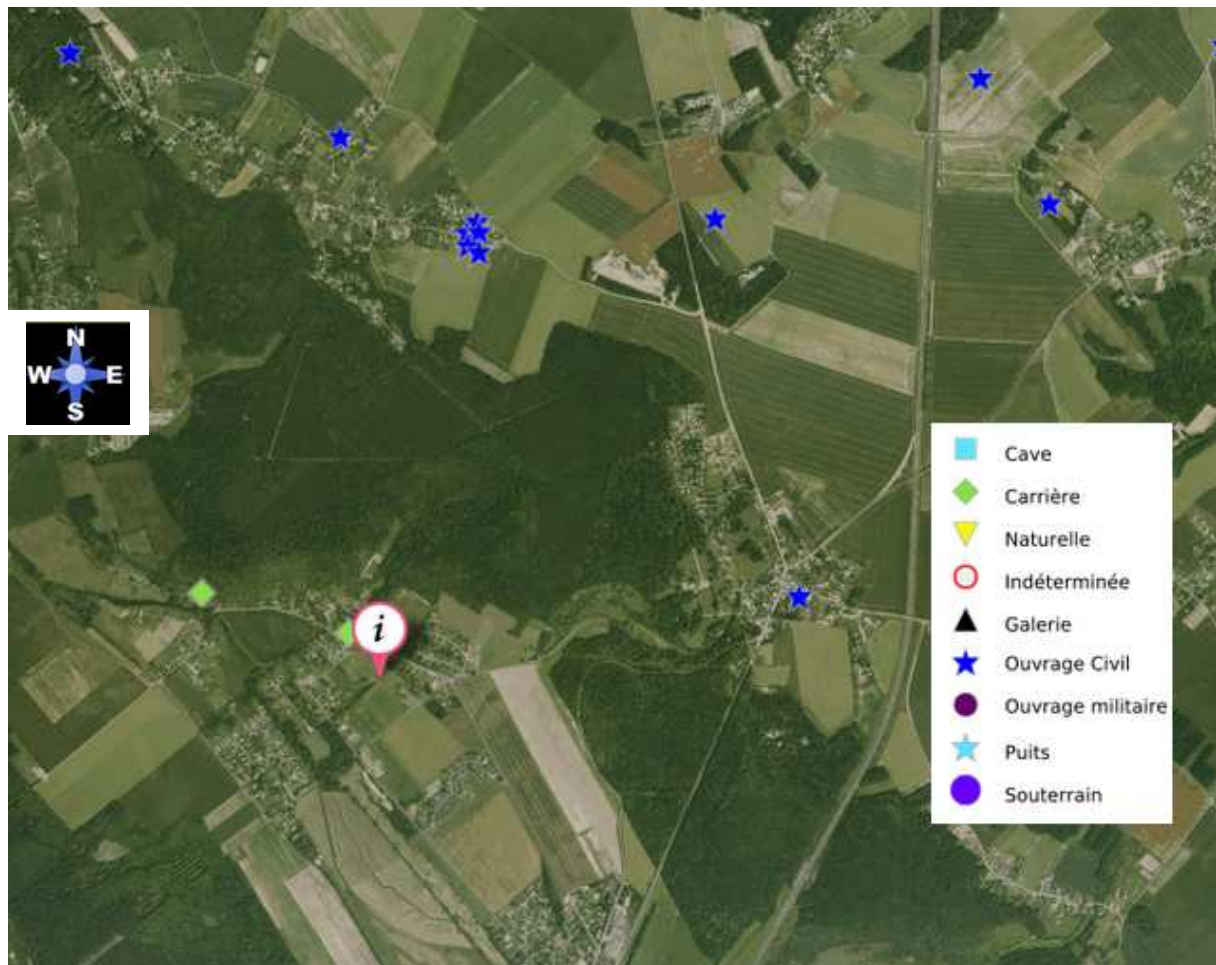 N
W E
S
i
Cave
Carrière
Naturelle
Indéterminée
Galerie
Ouvrage Civil
Ouvrage militaire
Puits
Souterrain